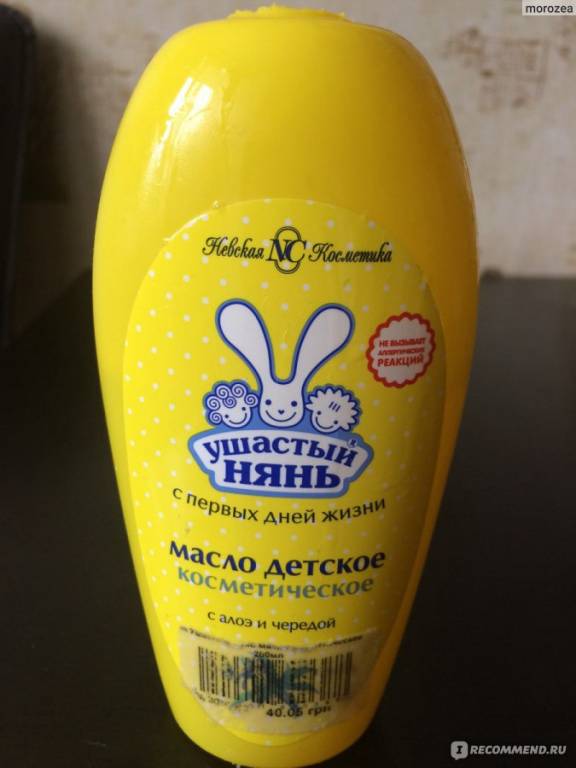 morozea
Невская NC Косметика
НЕ ВЫЗЫВАЕТ
АЛЛЕРГИЧЕСКИХ
РЕАКЦИЙ
УШАСТЫЙ
НЯНЬ
с первых дней жизни
масло детское
косметическое
с алоэ и чередой
40.05 грн
IRECOMMEND.RU